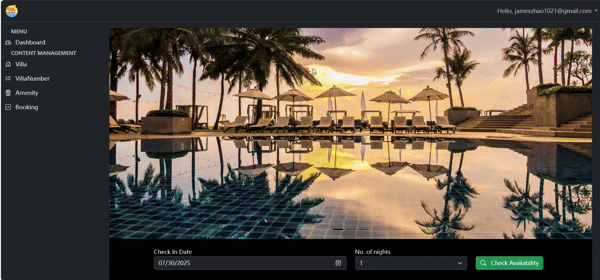 Hello, jameszhao1021@gmail.com
MENU
Dashboard
CONTENT MANAGEMENT
Villa
VillaNumber
Amenity
Booking
Check In Date
No. of nights
07/30/2025
1
Check Availability